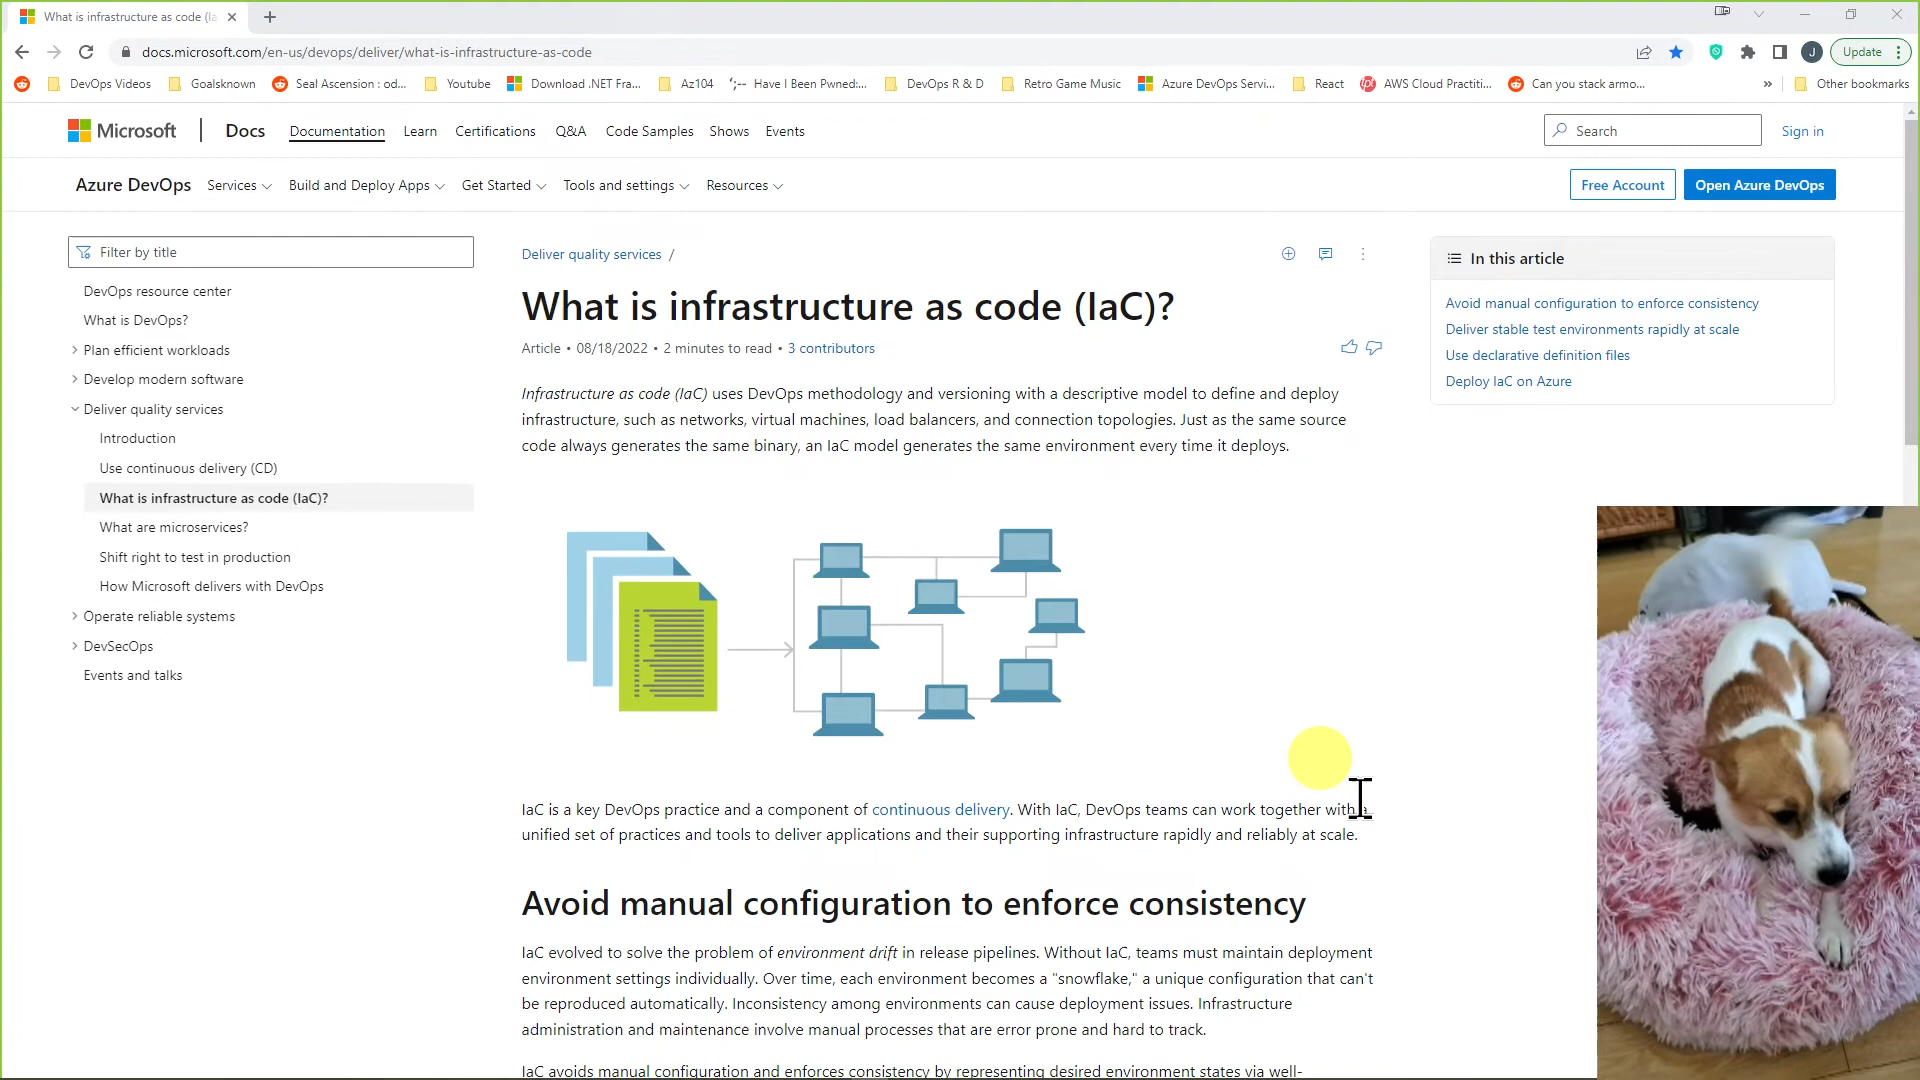 What is infrastructure as code (Ia
docs.microsoft.com/en-us/devops/deliver/what-is-infrastructure-as-code
J
Update
DevOps Videos
Goalsknown
Seal Ascension : od...
Youtube
Download .NET Fra...
Az104
Have I Been Pwned:...
DevOps R & D
Retro Game Music
Azure DevOps Servi...
React
AWS Cloud Practiti...
Can you stack armo...
»
Other bookmarks
Microsoft
Docs
Documentation
Learn
Certifications
Q&A
Code Samples
Shows
Events
Search
Sign in
Azure DevOps
Services
Build and Deploy Apps
Get Started
Tools and settings
Resources
Free Account
Open Azure DevOps
Filter by title
DevOps resource center
What is DevOps?
Plan efficient workloads
Develop modern software
Deliver quality services
Introduction
Use continuous delivery (CD)
What is infrastructure as code (IaC)?
What are microservices?
Shift right to test in production
How Microsoft delivers with DevOps
Operate reliable systems
DevSecOps
Events and talks
Deliver quality services /
What is infrastructure as code (IaC)?
Article • 08/18/2022 • 2 minutes to read • 3 contributors
Infrastructure as code (IaC) uses DevOps methodology and versioning with a descriptive model to define and deploy
infrastructure, such as networks, virtual machines, load balancers, and connection topologies. Just as the same source
code always generates the same binary, an IaC model generates the same environment every time it deploys.
IaC is a key DevOps practice and a component of continuous delivery. With IaC, DevOps teams can work together with a
unified set of practices and tools to deliver applications and their supporting infrastructure rapidly and reliably at scale.
Avoid manual configuration to enforce consistency
IaC evolved to solve the problem of environment drift in release pipelines. Without IaC, teams must maintain deployment
environment settings individually. Over time, each environment becomes a "snowflake," a unique configuration that can't
be reproduced automatically. Inconsistency among environments can cause deployment issues. Infrastructure
administration and maintenance involve manual processes that are error prone and hard to track.
IaC avoids manual configuration and enforces consistency by representing desired environment states via well-
In this article
Avoid manual configuration to enforce consistency
Deliver stable test environments rapidly at scale
Use declarative definition files
Deploy IaC on Azure